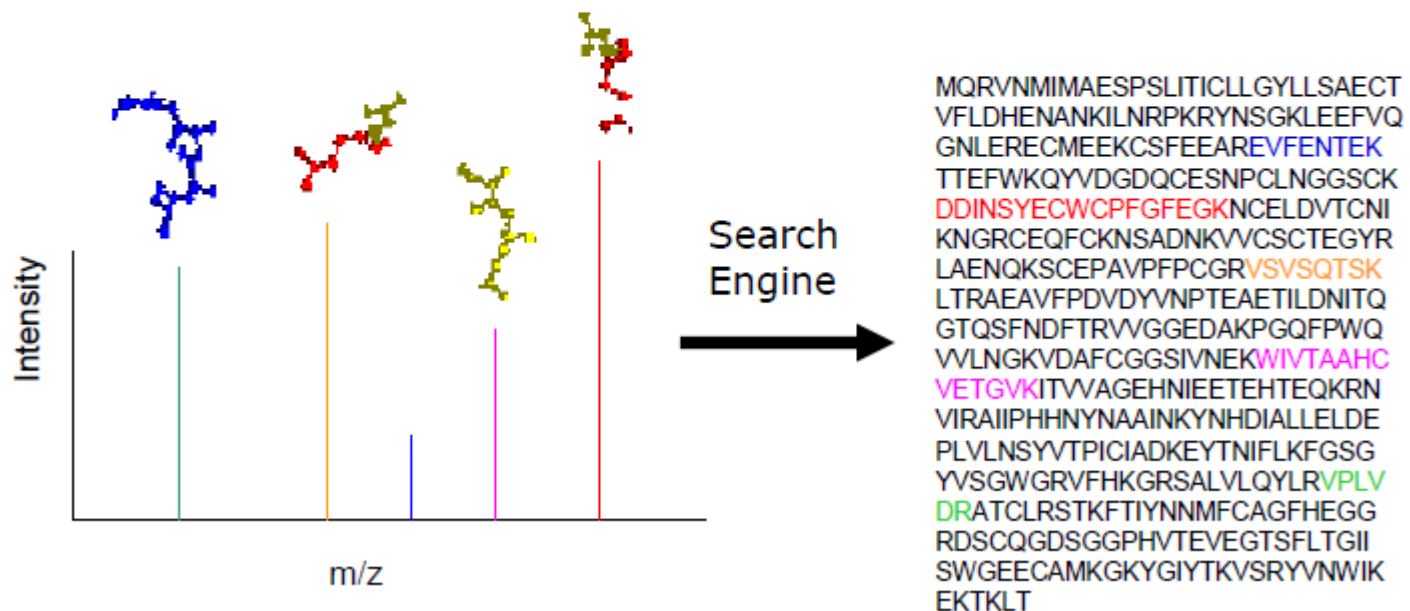 Intensity
m/z
Search
Engine
MQRVNMIMAESPSLITICLLGYLLSAECT
VFLDHENANKILNRPKRYNSGKLEEFVQ
GNLERECMEEKCSFEEAREVFENTEK
TTEFWKQYVDGDQCESNPCLNGGSCK
DDINSYECWCPFGFEGKNCELDVTCNI
KNGRCEQFCKNSADNKVVCSCTEGYR
LAENQKSCEPAVPFPCGRVSVSQTSK
LTRAEAVFPDVDYVNPTEAETILDNITQ
GTQSFNDFTRVVGGEDAKPGQFPWQ
VVLNGKVDAFCGGSIVNEKWIVTAAHC
VETGVKITVVAGEHNIEETEHTEQKRN
VIRAIIPHHNYNAAINKYNHDIALLELDE
PLVLNSYVTPICIADKEYTNIFLKFGSG
YVSGWGRVFHKGRSALVLQYLRVPLV
DRATCLRSTKFTIYNNMFCAGFHEGG
RDSCQGDSGGPHVTEVEGTSFLTGII
SWGEECAMKGKYGIYTKVSRYVNWIK
EKTKLT